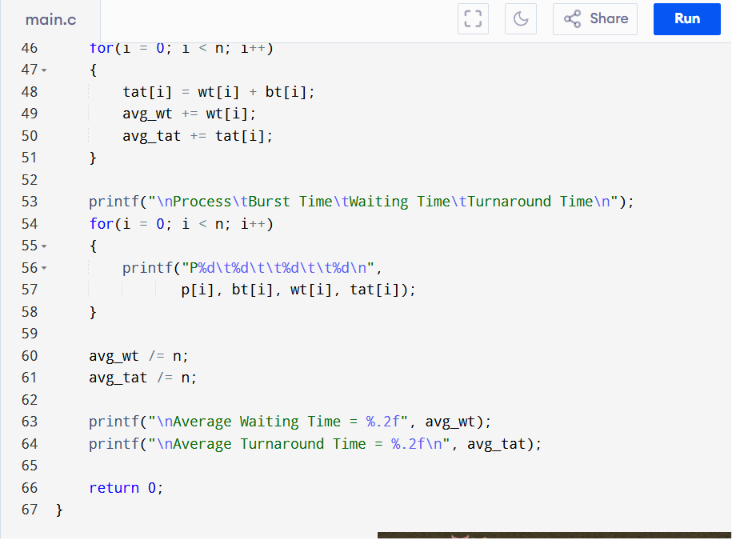 main.c Share Run
46 for(i = 0; i < n; i++)
47 {
48 tat[i] = wt[i] + bt[i];
49 avg_wt += wt[i];
50 avg_tat += tat[i];
51 }
52
53 printf("\nProcess\tBurst Time\tWaiting Time\tTurnaround Time\n");
54 for(i = 0; i < n; i++)
55 {
56 printf("P%d\t%d\t\t%d\t\t%d\n",
57 p[i], bt[i], wt[i], tat[i]);
58 }
59
60 avg_wt /= n;
61 avg_tat /= n;
62
63 printf("\nAverage Waiting Time = %.2f", avg_wt);
64 printf("\nAverage Turnaround Time = %.2f\n", avg_tat);
65
66 return 0;
67 }